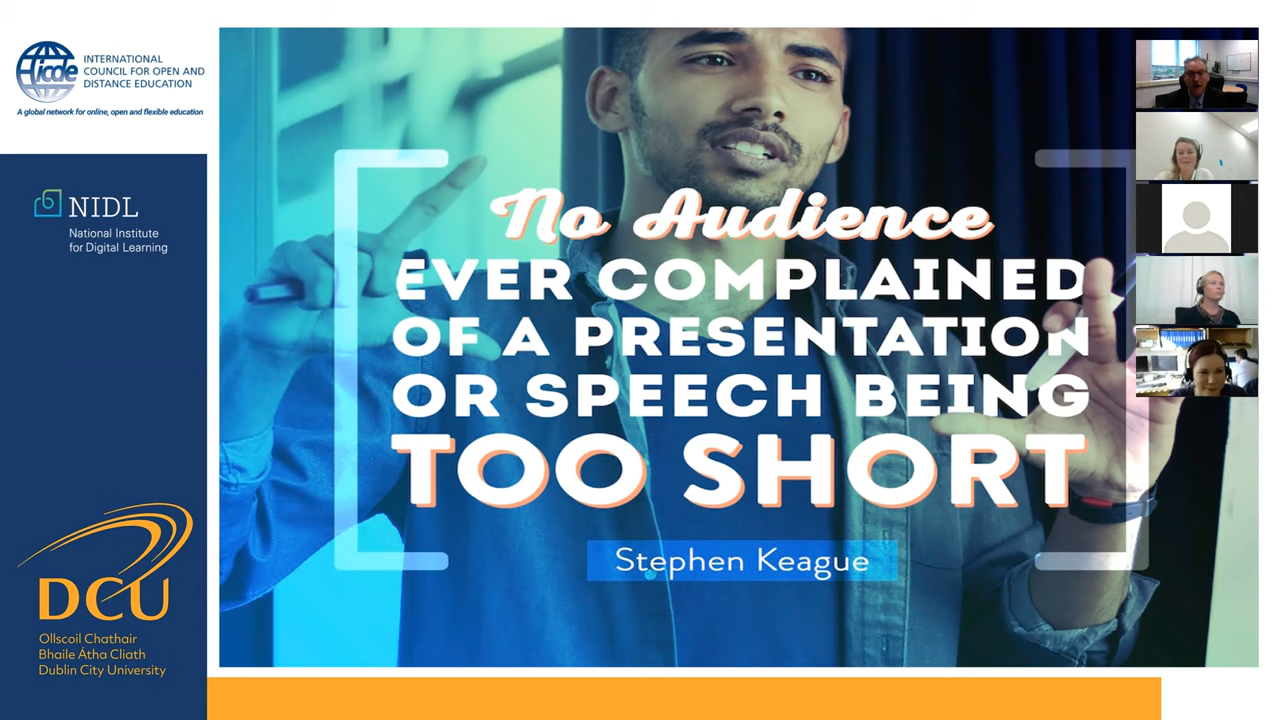 icde
INTERNATIONAL
COUNCIL FOR OPEN AND
DISTANCE EDUCATION
A global network for online, open and flexible education
NIDL
National Institute
for Digital Learning
DCU
Ollscoil Chathair
Bhaile Átha Cliath
Dublin City University
No Audience
EVER COMPLAINED
OF A PRESENTATION
OR SPEECH BEING
TOO SHORT
Stephen Keague